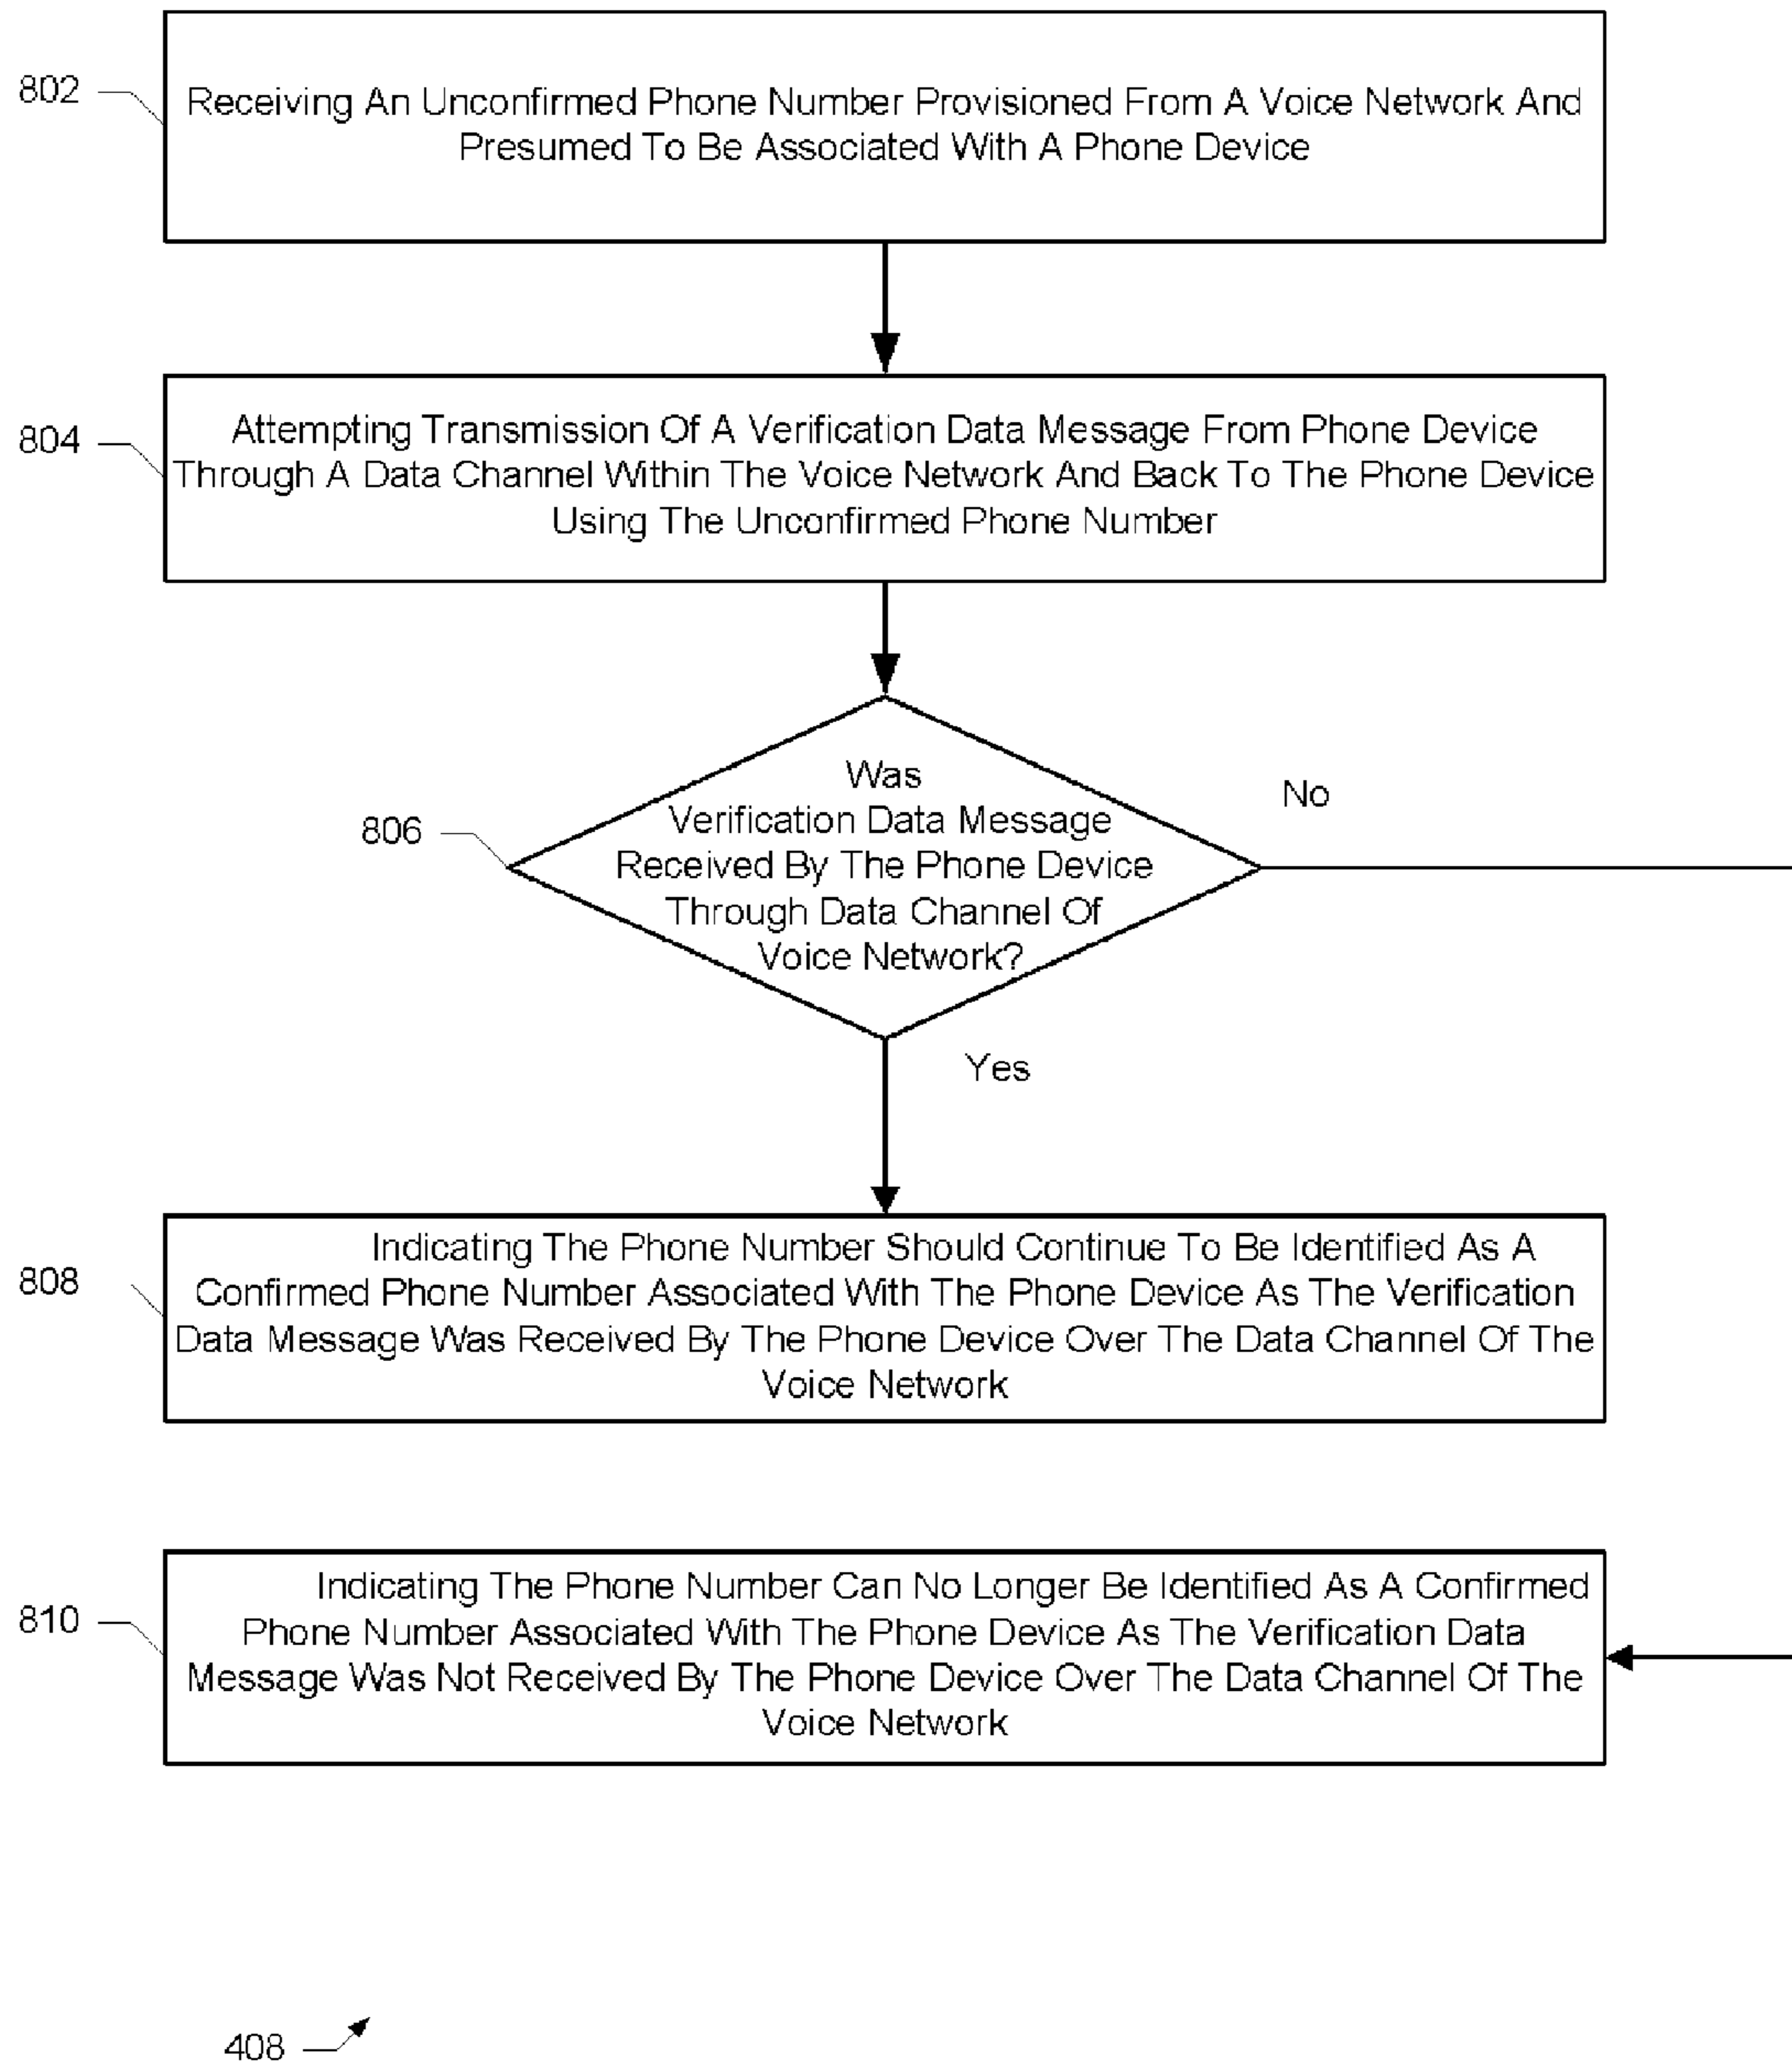 802
Receiving An Unconfirmed Phone Number Provisioned From A Voice Network And
Presumed To Be Associated With A Phone Device
804
Attempting Transmission Of A Verification Data Message From Phone Device
Through A Data Channel Within The Voice Network And Back To The Phone Device
Using The Unconfirmed Phone Number
806
Was
Verification Data Message
Received By The Phone Device
Through Data Channel Of
Voice Network?
No
Yes
808
Indicating The Phone Number Should Continue To Be Identified As A
Confirmed Phone Number Associated With The Phone Device As The Verification
Data Message Was Received By The Phone Device Over The Data Channel Of The
Voice Network
810
Indicating The Phone Number Can No Longer Be Identified As A Confirmed
Phone Number Associated With The Phone Device As The Verification Data
Message Was Not Received By The Phone Device Over The Data Channel Of The
Voice Network
408